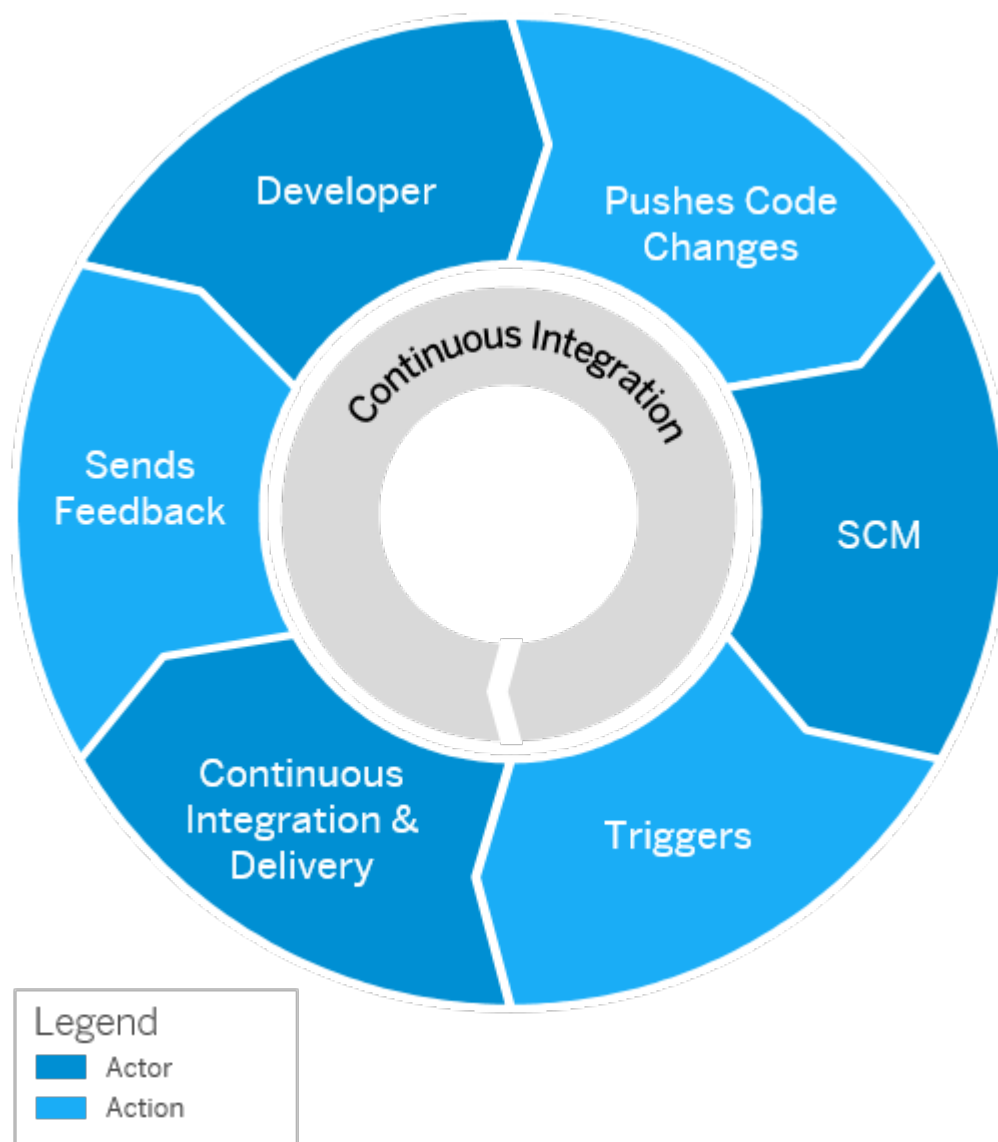 Developer
Pushes Code
Changes
Continuous Integration
Sends
Feedback
SCM
Continuous
Integration &
Delivery
Triggers
Legend
Actor
Action